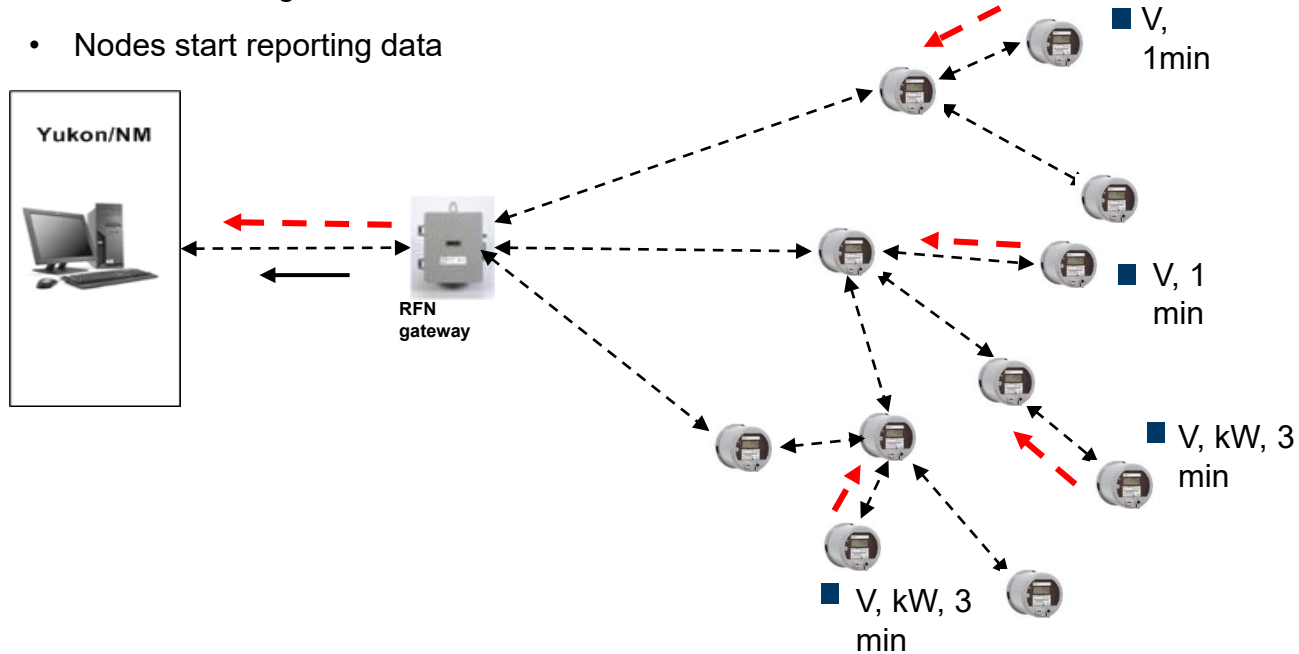 • Nodes start reporting data
Yukon/NM
RFN
gateway
V,
1min
V, 1
min
V, kW, 3
min
V, kW, 3
min